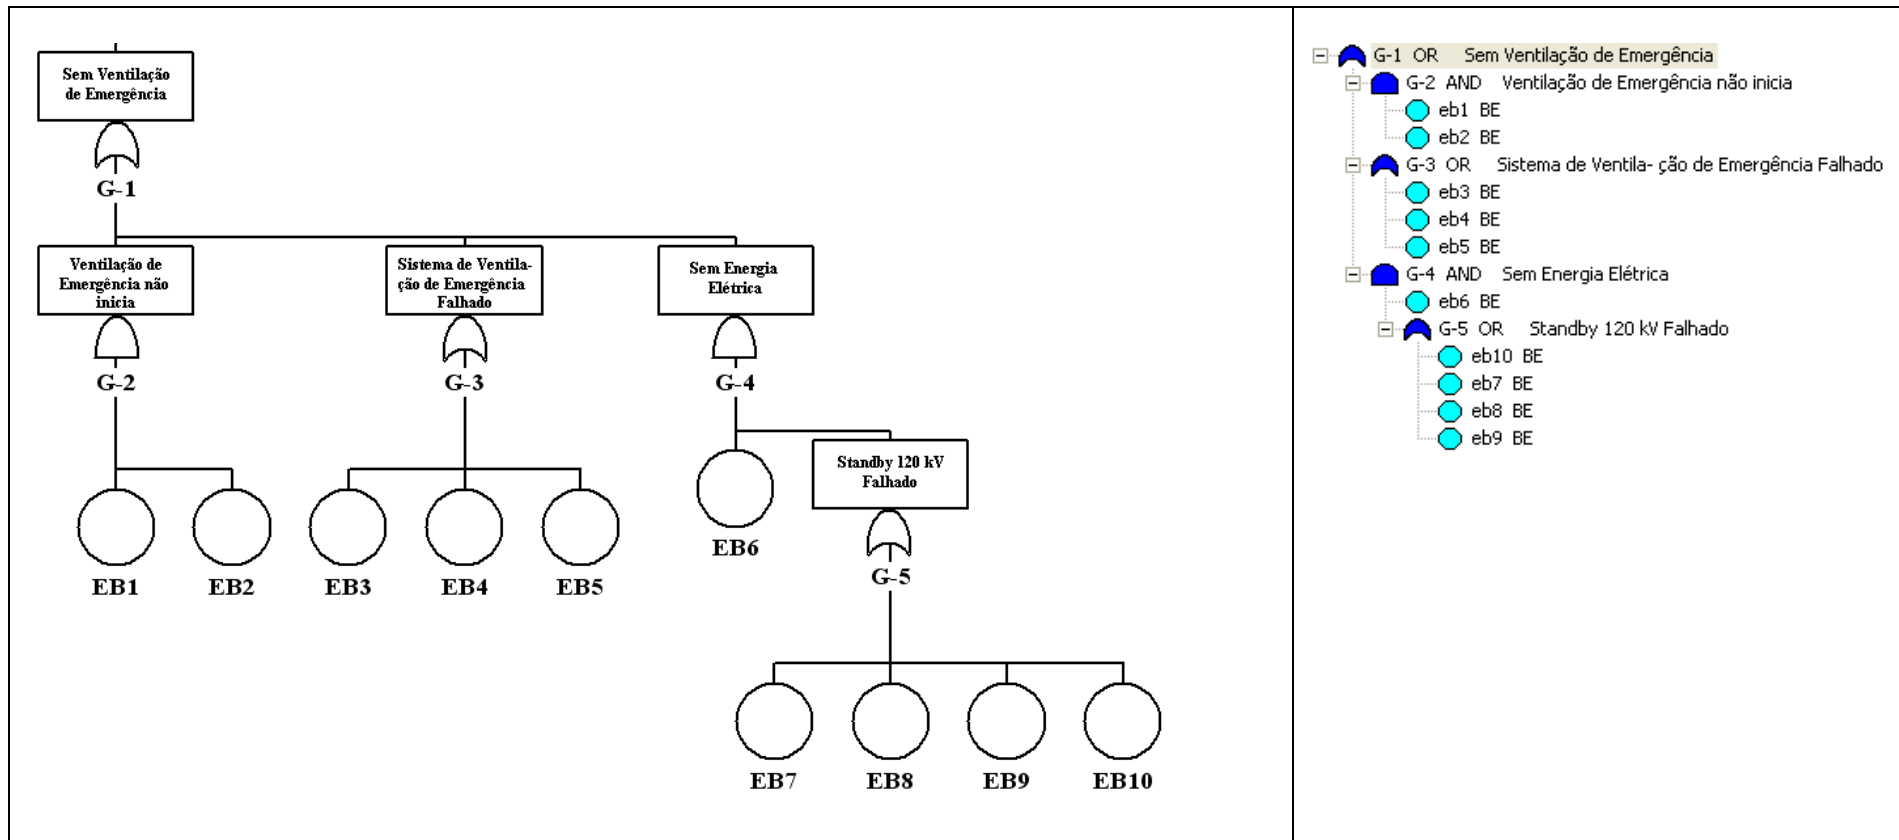 Sem Ventilação
de Emergência
G-1
Ventilação de
Emergência não
inicia
Sistema de Ventila-
ção de Emergência
Falhado
Sem Energia
Elétrica
G-2
G-3
G-4
Standby 120 kV
Falhado
EB6
G-5
EB1
EB2
EB3
EB4
EB5
EB7
EB8
EB9
EB10
G-1 OR Sem Ventilação de Emergência
G-2 AND Ventilação de Emergência não inicia
eb1 BE
eb2 BE
G-3 OR Sistema de Ventila- ção de Emergência Falhado
eb3 BE
eb4 BE
eb5 BE
G-4 AND Sem Energia Elétrica
eb6 BE
G-5 OR Standby 120 kV Falhado
eb10 BE
eb7 BE
eb8 BE
eb9 BE